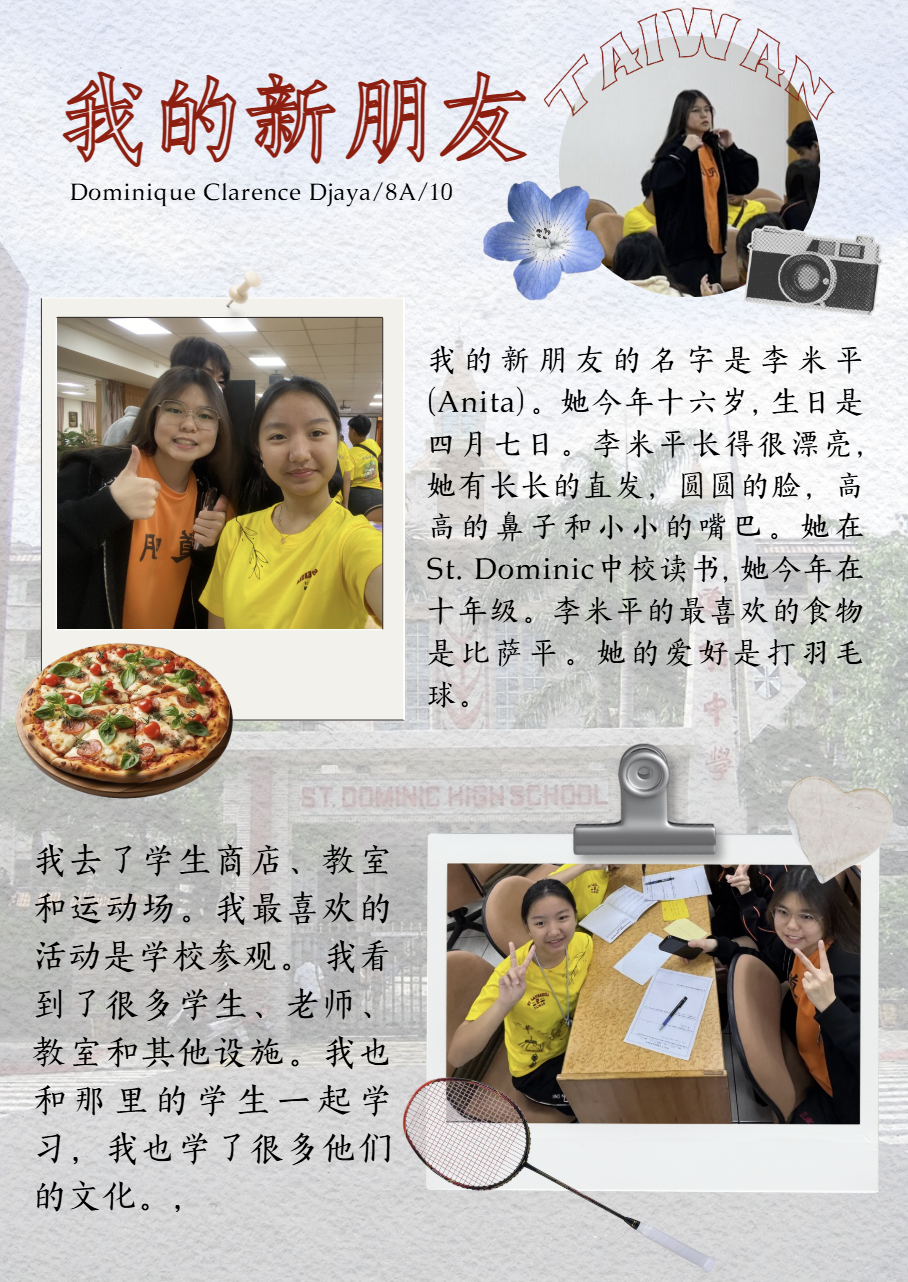 TAIWAN
我的新朋友
Dominique Clarence Djaya/8A/10
我的新朋友的名字是李米平
(Anita)。她今年十六岁, 生日是
四月七日。李米平长得很漂亮,
她有长长的直发，圆圆的脸，高
高的鼻子和小小的嘴巴。她在
St. Dominic中校读书, 她今年在
十年级。李米平的最喜欢的食物
是比萨平。她的爱好是打羽毛
球。
中學
ST. DOMINIC HIGH SCHOOL
我去了学生商店、教室
和运动场。我最喜欢的
活动是学校参观。 我看
到了很多学生、老师、
教室和其他设施。我也
和那里的学生一起学
习，我也学了很多他们
的文化。,